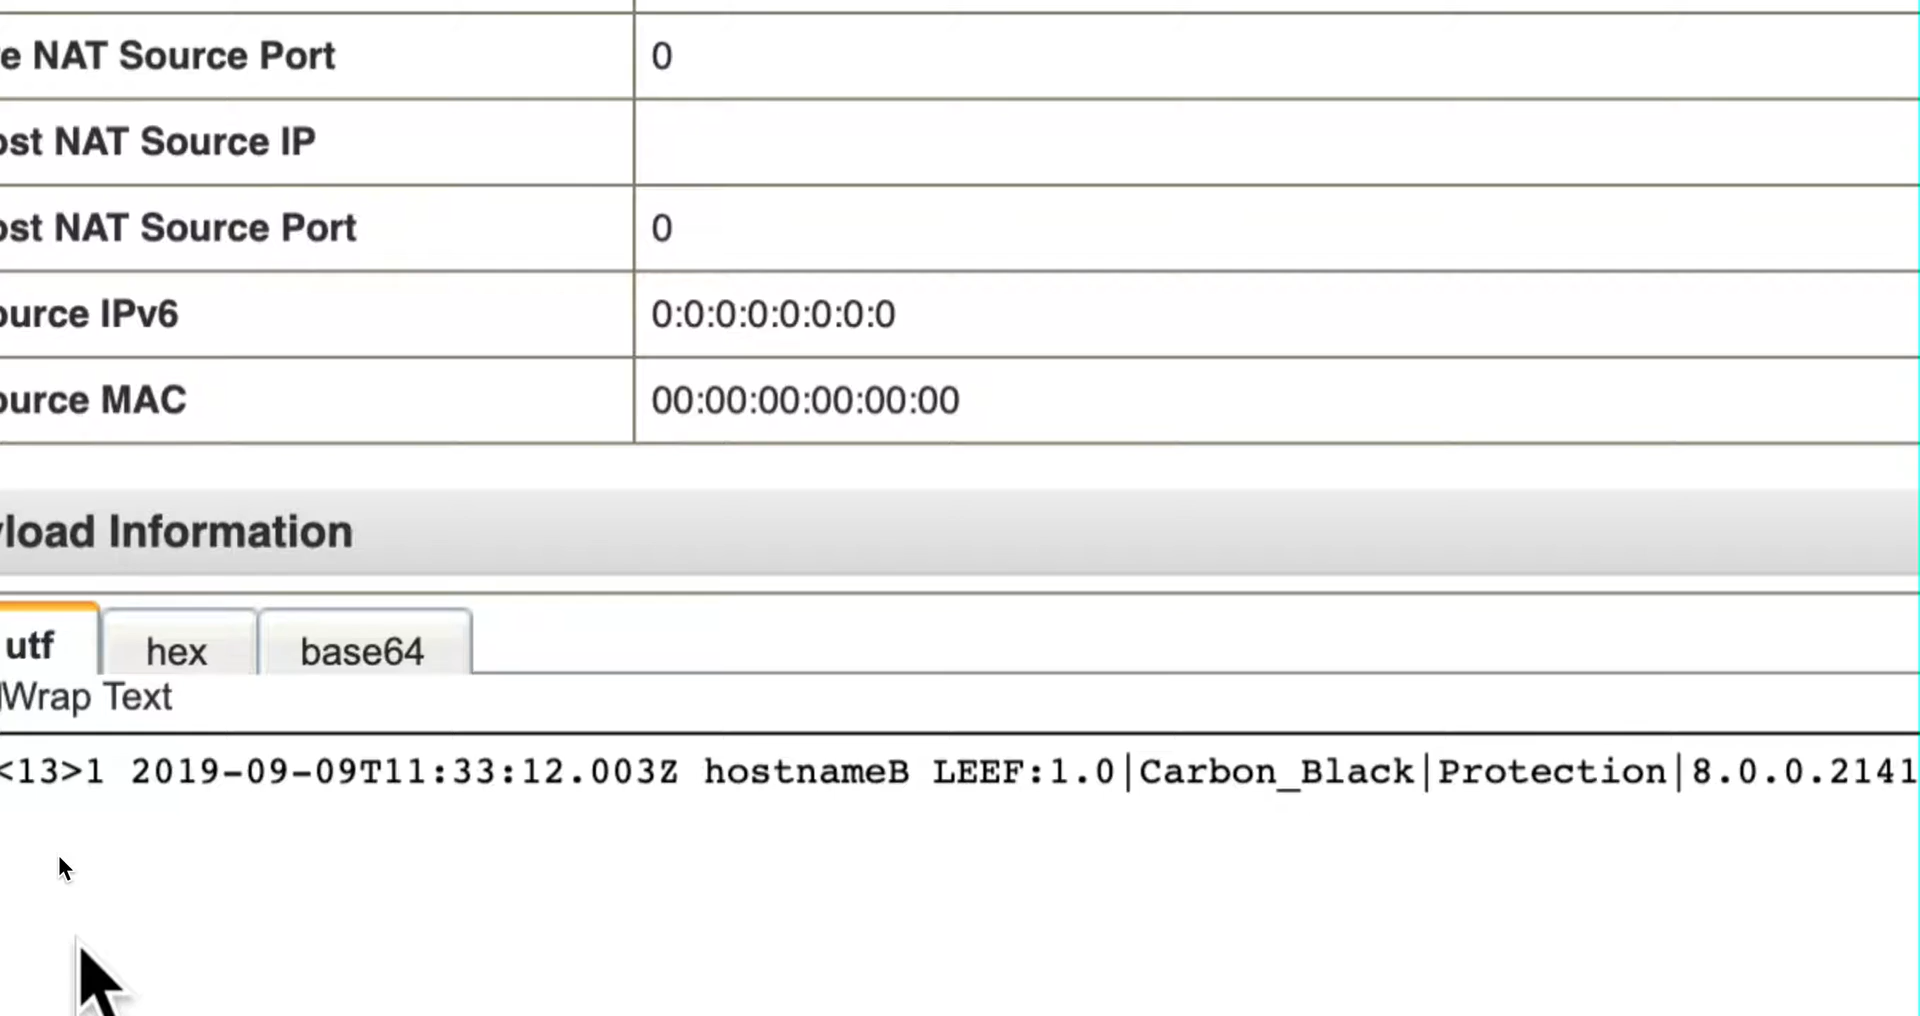 e NAT Source Port 0
ost NAT Source IP
ost NAT Source Port 0
ource IPv6 0:0:0:0:0:0:0:0
ource MAC 00:00:00:00:00:00
yload Information
utf hex base64
Wrap Text
<13>1 2019-09-09T11:33:12.003Z hostnameB LEEF:1.0|Carbon_Black|Protection|8.0.0.2141